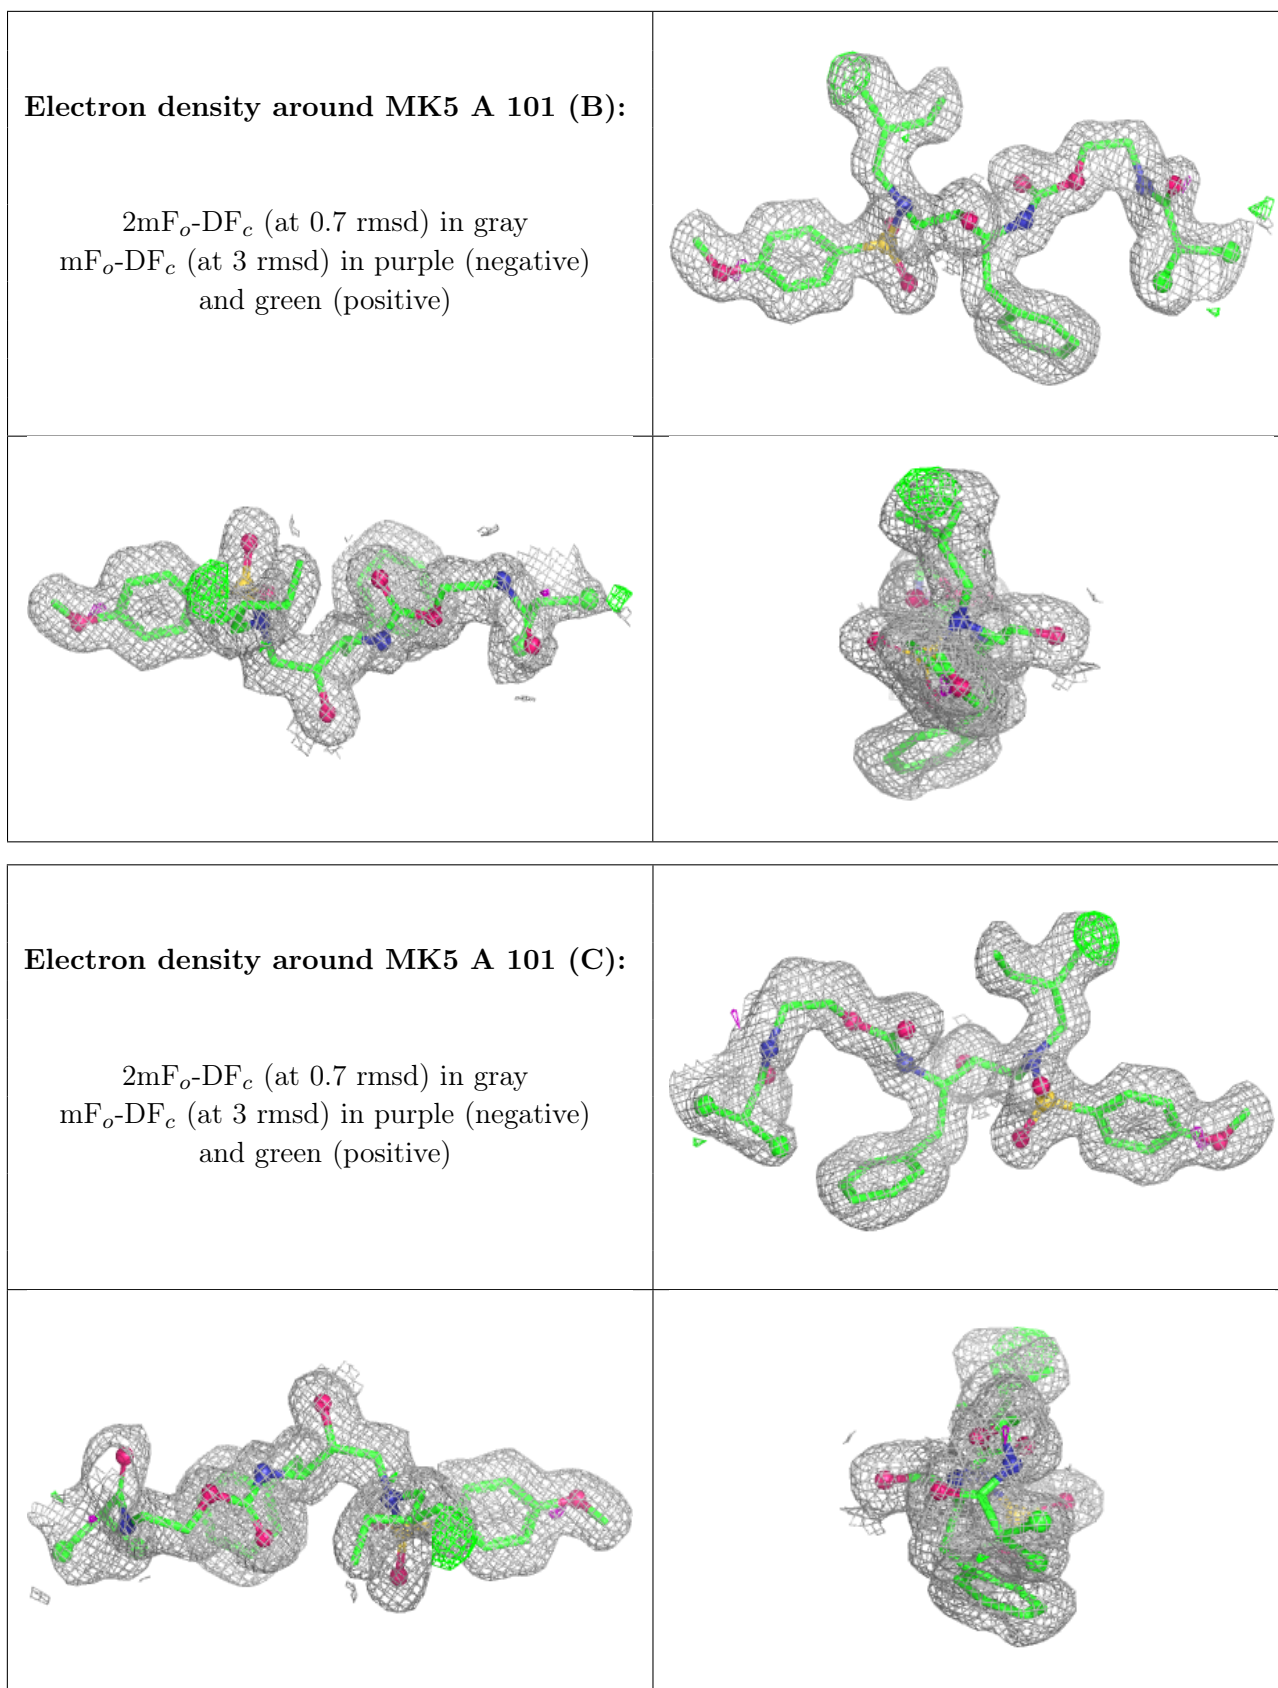 Electron density around MK5 A 101 (B):
2mFo-DFc (at 0.7 rmsd) in gray
mFo-DFc (at 3 rmsd) in purple (negative)
and green (positive)
Electron density around MK5 A 101 (C):
2mFo-DFc (at 0.7 rmsd) in gray
mFo-DFc (at 3 rmsd) in purple (negative)
and green (positive)